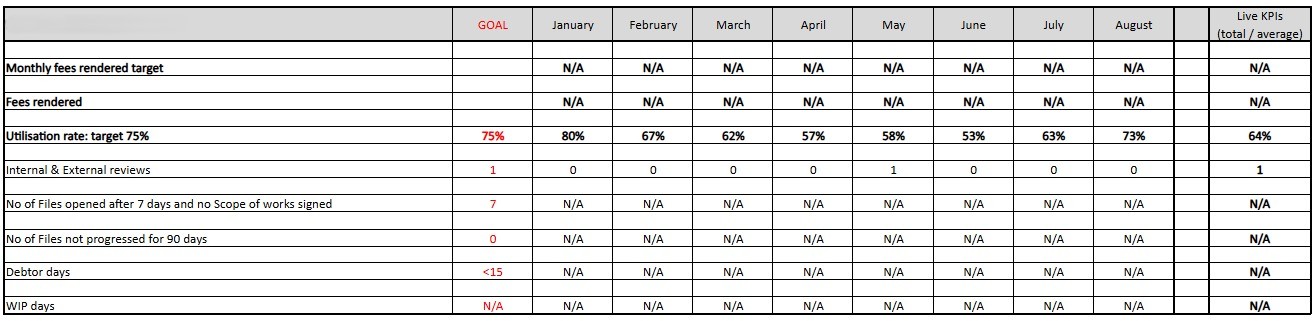 GOAL January February March April May June July August Live KPIs
(total / average)
Monthly fees rendered target N/A N/A N/A N/A N/A N/A N/A N/A N/A
Fees rendered N/A N/A N/A N/A N/A N/A N/A N/A N/A
Utilisation rate: target 75% 75% 80% 67% 62% 57% 58% 53% 63% 73% 64%
Internal & External reviews 1 0 0 0 0 1 0 0 0 1
No of Files opened after 7 days and no Scope of works signed 7 N/A N/A N/A N/A N/A N/A N/A N/A N/A
No of Files not progressed for 90 days 0 N/A N/A N/A N/A N/A N/A N/A N/A N/A
Debtor days <15 N/A N/A N/A N/A N/A N/A N/A N/A N/A
WIP days N/A N/A N/A N/A N/A N/A N/A N/A N/A N/A